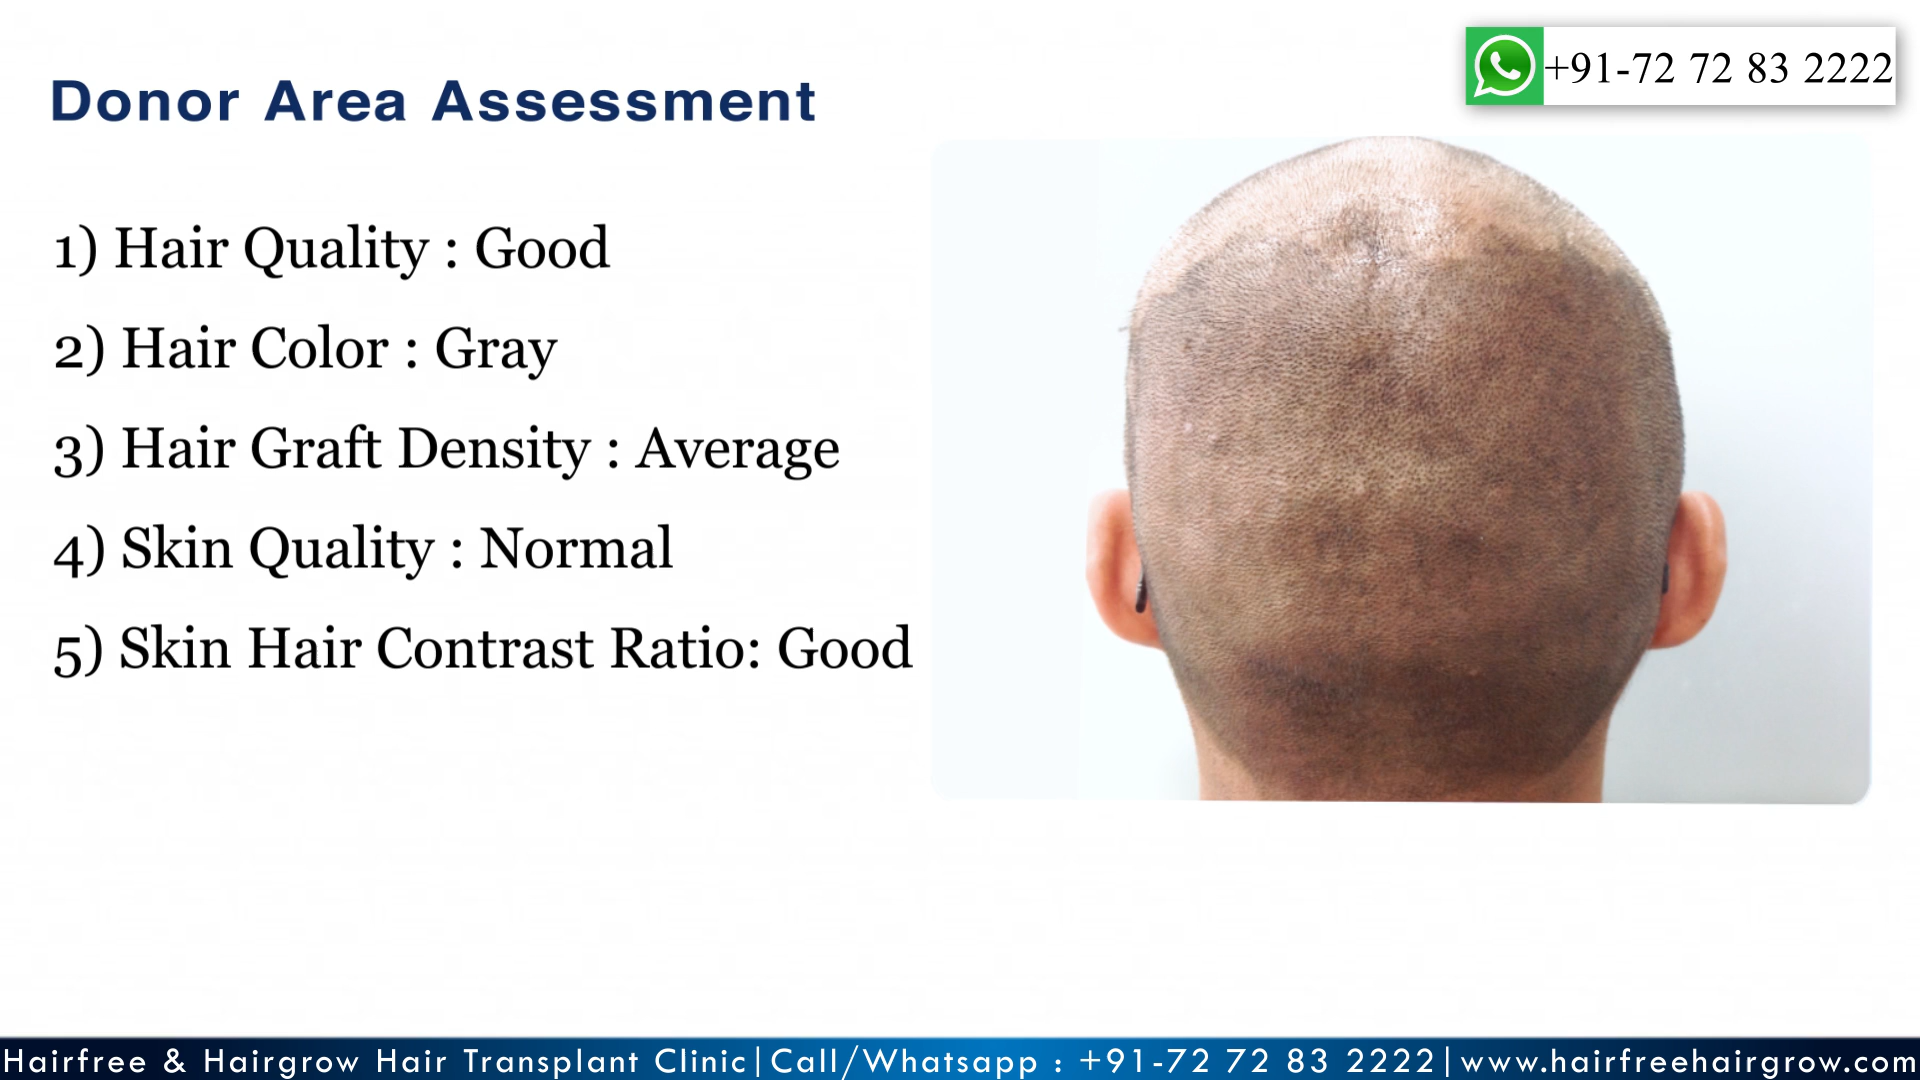 +91-72 72 83 2222
Donor Area Assessment
1) Hair Quality : Good
2) Hair Color : Gray
3) Hair Graft Density : Average
4) Skin Quality : Normal
5) Skin Hair Contrast Ratio: Good
Hairfree & Hairgrow Hair Transplant Clinic|Call/Whatsapp : +91-72 72 83 2222|www.hairfreehairgrow.com